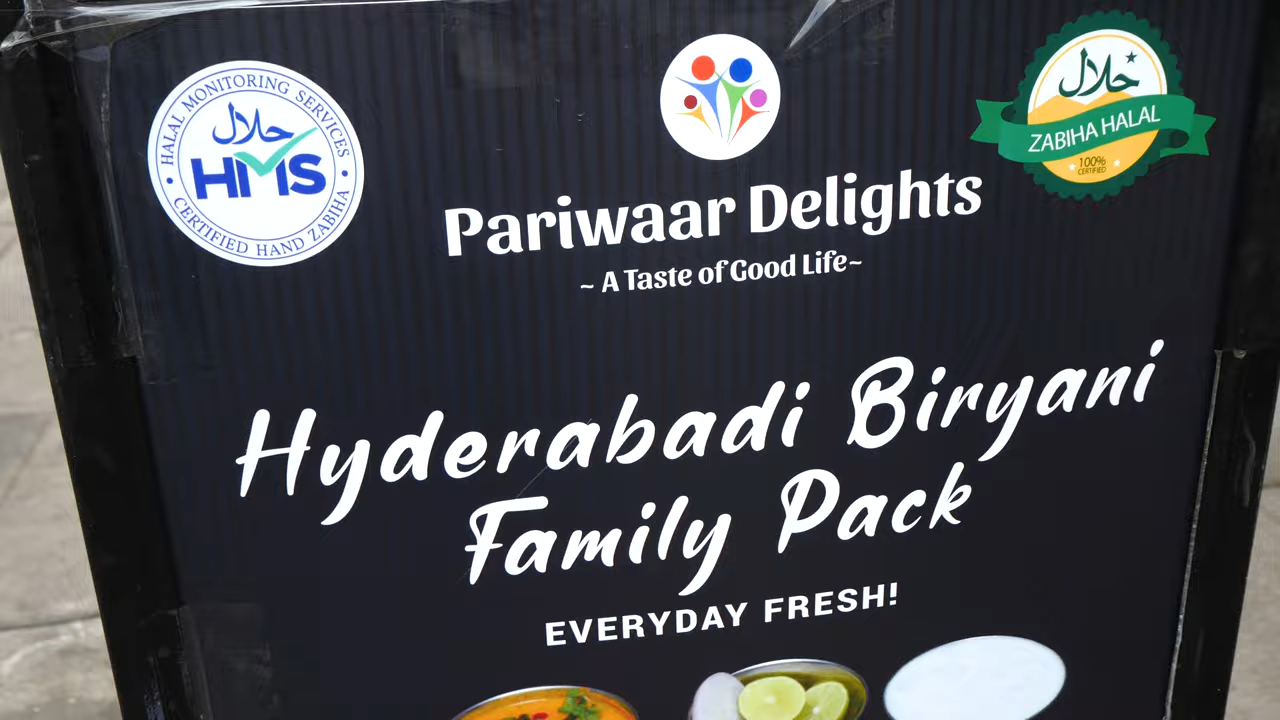 HALAL MONITORING SERVICES
حلال
HMS
CERTIFIED HAND ZABIHA
حلال
ZABIHA HALAL
100%
CERTIFIED
Pariwaar Delights
~ A Taste of Good Life~
Hyderabadi Biryani
Family Pack
EVERYDAY FRESH!